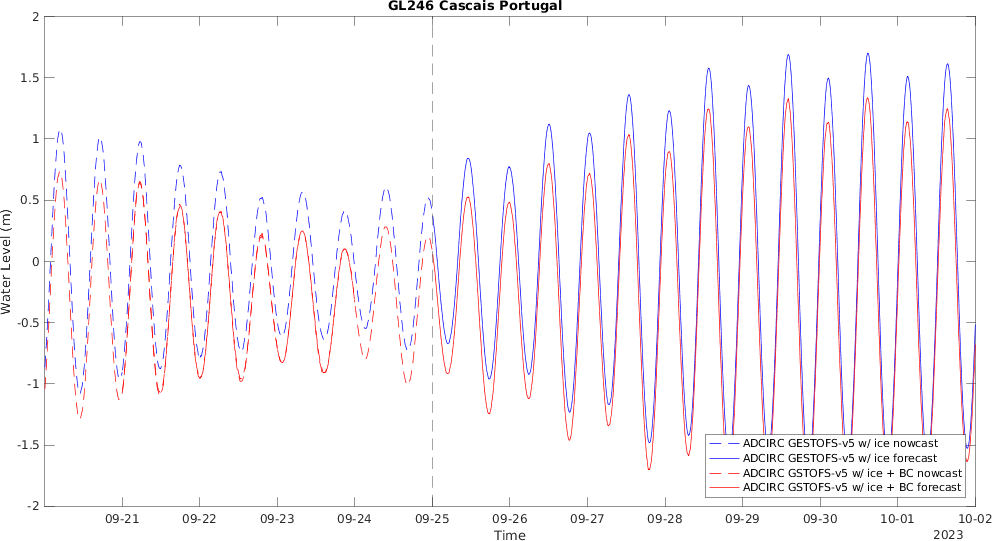 GL246 Cascais Portugal
2
1.5
1
0.5
0
-0.5
-1
-1.5
-2
Water Level (m)
ADCIRC GESTOFS-v5 w/ ice nowcast
ADCIRC GESTOFS-v5 w/ ice forecast
ADCIRC GSTOFS-v5 w/ ice + BC nowcast
ADCIRC GSTOFS-v5 w/ ice + BC forecast
09-21 09-22 09-23 09-24 09-25 09-26 09-27 09-28 09-29 09-30 10-01 10-02
Time
2023